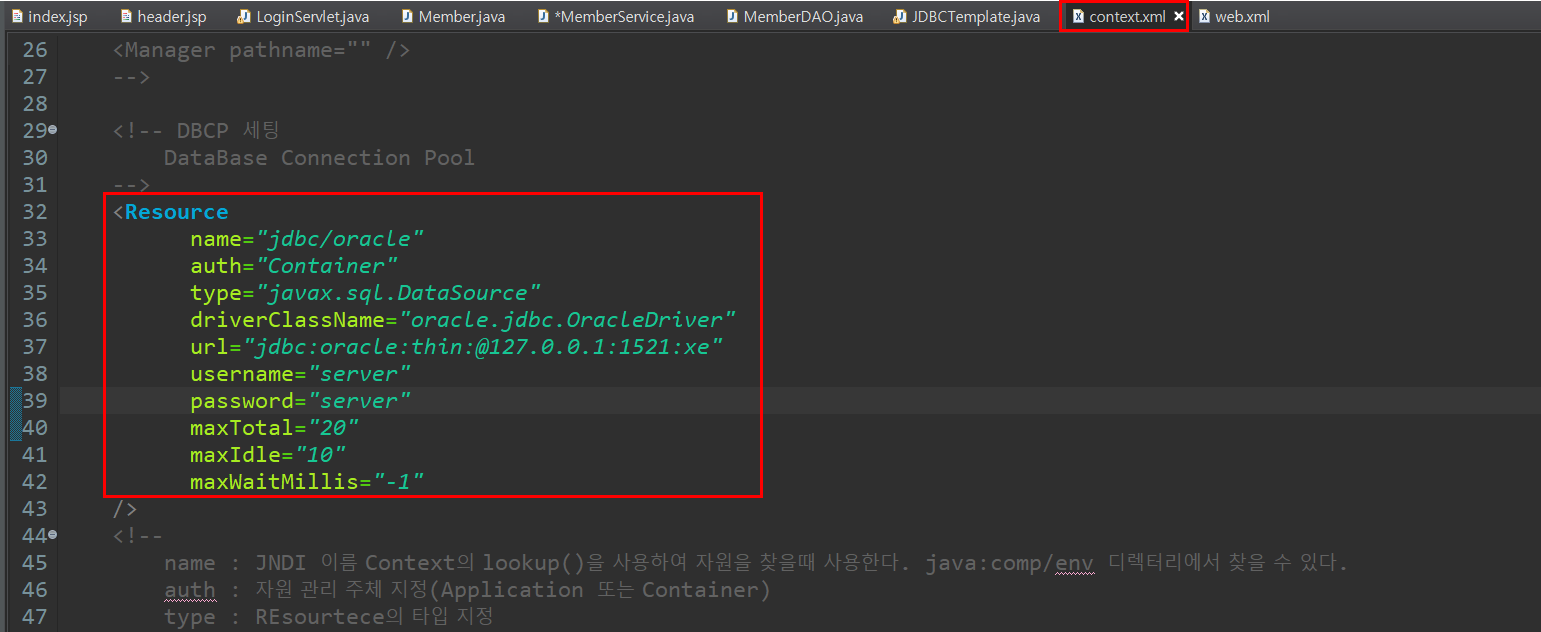 index.jsp header.jsp LoginServlet.java Member.java *MemberService.java MemberDAO.java JDBCTemplate.java context.xml web.xml
26 <Manager pathname="" />
27 -->
28
29 <!-- DBCP 세팅
30 DataBase Connection Pool
31 -->
32 <Resource
33 name="jdbc/oracle"
34 auth="Container"
35 type="javax.sql.DataSource"
36 driverClassName="oracle.jdbc.OracleDriver"
37 url="jdbc:oracle:thin:@127.0.0.1:1521:xe"
38 username="server"
39 password="server"
40 maxTotal="20"
41 maxIdle="10"
42 maxWaitMillis="-1"
43 />
44 <!--
45 name : JNDI 이름 Context의 lookup()을 사용하여 자원을 찾을때 사용한다. java:comp/env 디렉터리에서 찾을 수 있다.
46 auth : 자원 관리 주체 지정(Application 또는 Container)
47 type : REsourtece의 타입 지정